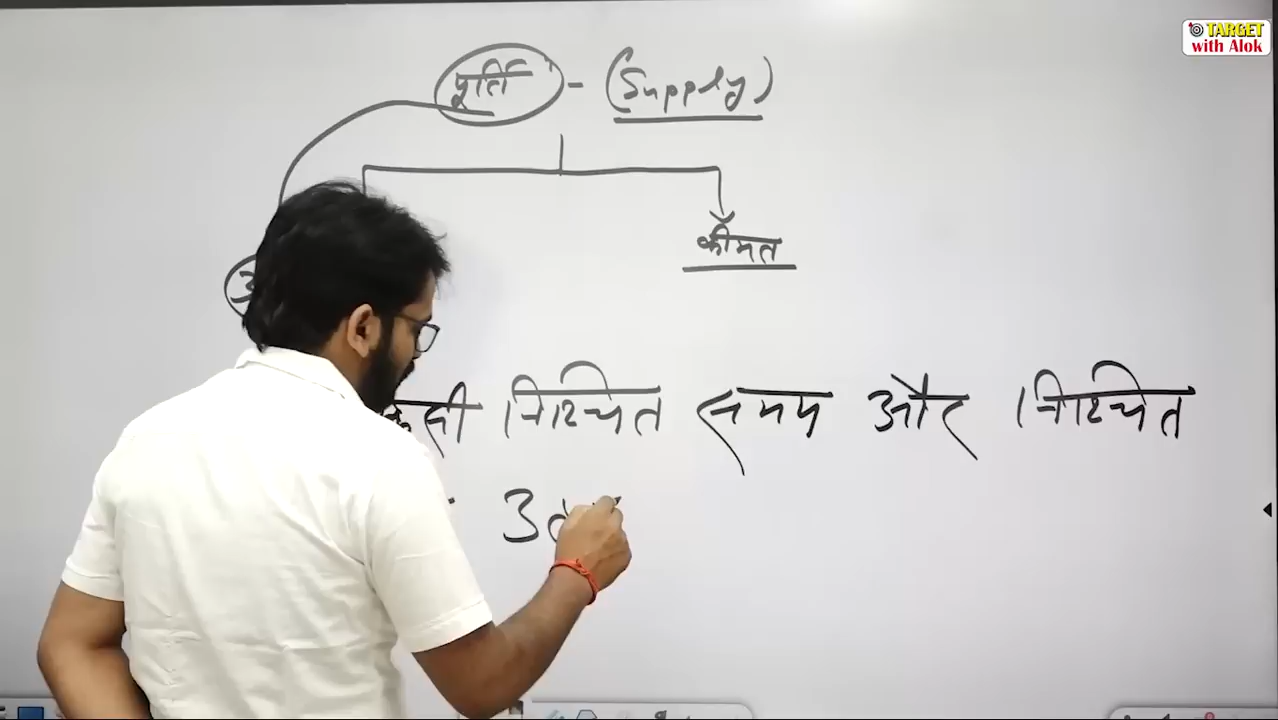 TARGET
with Alok
पूर्ति - (Supply)
कीमत
निश्चित समय और निश्चित